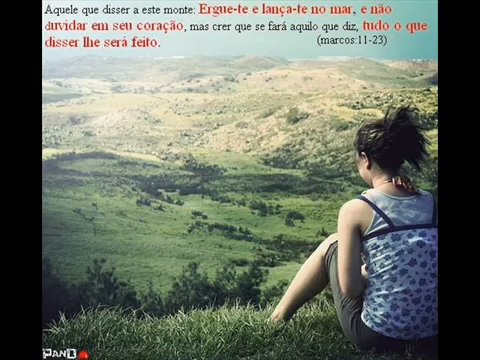 Aquele que disser a este monte: Ergue-te e lança-te no mar, e não
duvidar em seu coração, mas crer que se fará aquilo que diz, tudo o que
disser lhe será feito. (marcos:11-23)
PanD